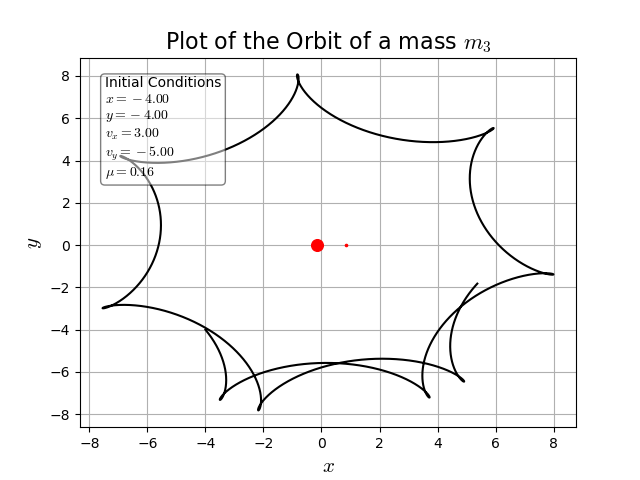 Plot of the Orbit of a mass m₃
Initial Conditions
x = −4.00
y = −4.00
vₓ = 3.00
v_y = −5.00
μ = 0.16
8
6
4
2
0
−2
−4
−6
−8
y
−8 −6 −4 −2 0 2 4 6 8
x